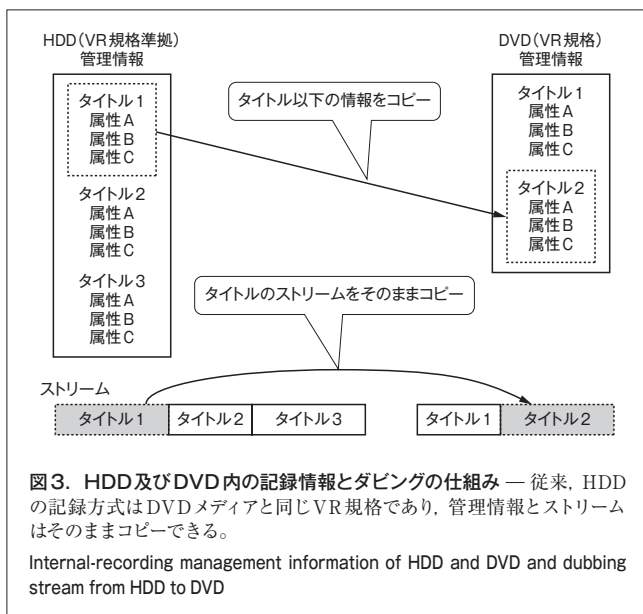 HDD(VR規格準拠)
管理情報
タイトル1
属性A
属性B
属性C
タイトル2
属性A
属性B
属性C
タイトル3
属性A
属性B
属性C
タイトル以下の情報をコピー
DVD(VR規格)
管理情報
タイトル1
属性A
属性B
属性C
タイトル2
属性A
属性B
属性C
タイトルのストリームをそのままコピー
ストリーム
タイトル1 タイトル2 タイトル3 タイトル1 タイトル2
図3. HDD及びDVD内の記録情報とダビングの仕組み — 従来,HDD
の記録方式はDVDメディアと同じVR規格であり,管理情報とストリーム
はそのままコピーできる。
Internal-recording management information of HDD and DVD and dubbing
stream from HDD to DVD